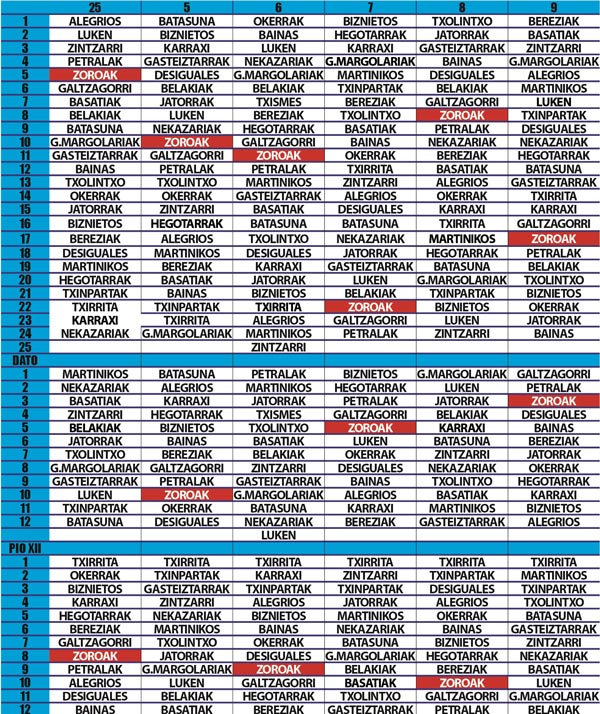 25 5 6 7 8 9
1 ALEGRIOS BATASUNA OKERRAK BIZNIETOS TXOLINTXO BEREZIAK
2 LUKEN BIZNIETOS BAINAS HEGOTARRAK JATORRAK BASATIAK
3 ZINTZARRI KARRAXI LUKEN KARRAXI GASTEIZTARRAK ZINTZARRI
4 PETRALAK GASTEIZTARRAK NEKAZARIAK G.MARGOLARIAK BAINAS G.MARGOLARIAK
5 ZOROAK DESIGUALES G.MARGOLARIAK MARTINIKOS DESIGUALES ALEGRIOS
6 GALTZAGORRI BELAKIAK BELAKIAK TXINPARTAK BELAKIAK MARTINIKOS
7 BASATIAK JATORRAK TXISMES BEREZIAK GALTZAGORRI LUKEN
8 BELAKIAK LUKEN BEREZIAK TXOLINTXO ZOROAK TXINPARTAK
9 BATASUNA NEKAZARIAK HEGOTARRAK BASATIAK PETRALAK DESIGUALES
10 G.MARGOLARIAK ZOROAK GALTZAGORRI BAINAS NEKAZARIAK NEKAZARIAK
11 GASTEIZTARRAK GALTZAGORRI ZOROAK OKERRAK BEREZIAK HEGOTARRAK
12 BAINAS PETRALAK PETRALAK TXIRRITA BASATIAK BATASUNA
13 TXOLINTXO TXOLINTXO MARTINIKOS ZINTZARRI ALEGRIOS GASTEIZTARRAK
14 OKERRAK OKERRAK GASTEIZTARRAK ALEGRIOS OKERRAK TXIRRITA
15 JATORRAK ZINTZARRI BASATIAK DESIGUALES KARRAXI KARRAXI
16 BIZNIETOS HEGOTARRAK BATASUNA BATASUNA TXIRRITA GALTZAGORRI
17 BEREZIAK ALEGRIOS TXOLINTXO NEKAZARIAK MARTINIKOS ZOROAK
18 DESIGUALES MARTINIKOS DESIGUALES JATORRAK HEGOTARRAK PETRALAK
19 MARTINIKOS BEREZIAK KARRAXI GASTEIZTARRAK BATASUNA BELAKIAK
20 HEGOTARRAK BASATIAK JATORRAK LUKEN G.MARGOLARIAK TXOLINTXO
21 TXINPARTAK BAINAS BIZNIETOS BELAKIAK TXINPARTAK BIZNIETOS
22 TXIRRITA TXINPARTAK TXIRRITA ZOROAK BIZNIETOS OKERRAK
23 KARRAXI TXIRRITA ALEGRIOS GALTZAGORRI LUKEN JATORRAK
24 NEKAZARIAK G.MARGOLARIAK MARTINIKOS PETRALAK ZINTZARRI BAINAS
25 ZINTZARRI
DATO
1 MARTINIKOS BATASUNA PETRALAK BIZNIETOS G.MARGOLARIAK GALTZAGORRI
2 NEKAZARIAK ALEGRIOS MARTINIKOS HEGOTARRAK LUKEN PETRALAK
3 BASATIAK KARRAXI JATORRAK PETRALAK JATORRAK ZOROAK
4 ZINTZARRI HEGOTARRAK TXISMES GALTZAGORRI BELAKIAK DESIGUALES
5 BELAKIAK BIZNIETOS TXOLINTXO ZOROAK KARRAXI BAINAS
6 JATORRAK BAINAS BASATIAK LUKEN BATASUNA BEREZIAK
7 TXOLINTXO BEREZIAK BELAKIAK OKERRAK ZINTZARRI JATORRAK
8 G.MARGOLARIAK GALTZAGORRI ZINTZARRI DESIGUALES NEKAZARIAK OKERRAK
9 GASTEIZTARRAK PETRALAK GASTEIZTARRAK BAINAS TXOLINTXO HEGOTARRAK
10 LUKEN ZOROAK G.MARGOLARIAK ALEGRIOS BASATIAK KARRAXI
11 TXINPARTAK OKERRAK BATASUNA KARRAXI MARTINIKOS BIZNIETOS
12 BATASUNA DESIGUALES NEKAZARIAK BEREZIAK GASTEIZTARRAK ALEGRIOS
LUKEN
PIO XII
1 TXIRRITA TXIRRITA TXIRRITA TXIRRITA TXIRRITA TXIRRITA
2 OKERRAK TXINPARTAK KARRAXI ZINTZARRI TXINPARTAK MARTINIKOS
3 BIZNIETOS GASTEIZTARRAK TXINPARTAK TXINPARTAK DESIGUALES TXINPARTAK
4 KARRAXI ZINTZARRI ALEGRIOS JATORRAK ALEGRIOS TXOLINTXO
5 HEGOTARRAK NEKAZARIAK BIZNIETOS MARTINIKOS OKERRAK BATASUNA
6 BEREZIAK MARTINIKOS BAINAS NEKAZARIAK BAINAS GASTEIZTARRAK
7 GALTZAGORRI TXOLINTXO OKERRAK BATASUNA BIZNIETOS ZINTZARRI
8 ZOROAK JATORRAK DESIGUALES G.MARGOLARIAK HEGOTARRAK NEKAZARIAK
9 PETRALAK G.MARGOLARIAK ZOROAK BELAKIAK BEREZIAK BASATIAK
10 ALEGRIOS LUKEN GALTZAGORRI BASATIAK ZOROAK LUKEN
11 DESIGUALES BELAKIAK HEGOTARRAK TXOLINTXO GALTZAGORRI G.MARGOLARIAK
12 BAINAS BASATIAK BEREZIAK GASTEIZTARRAK PETRALAK BELAKIAK